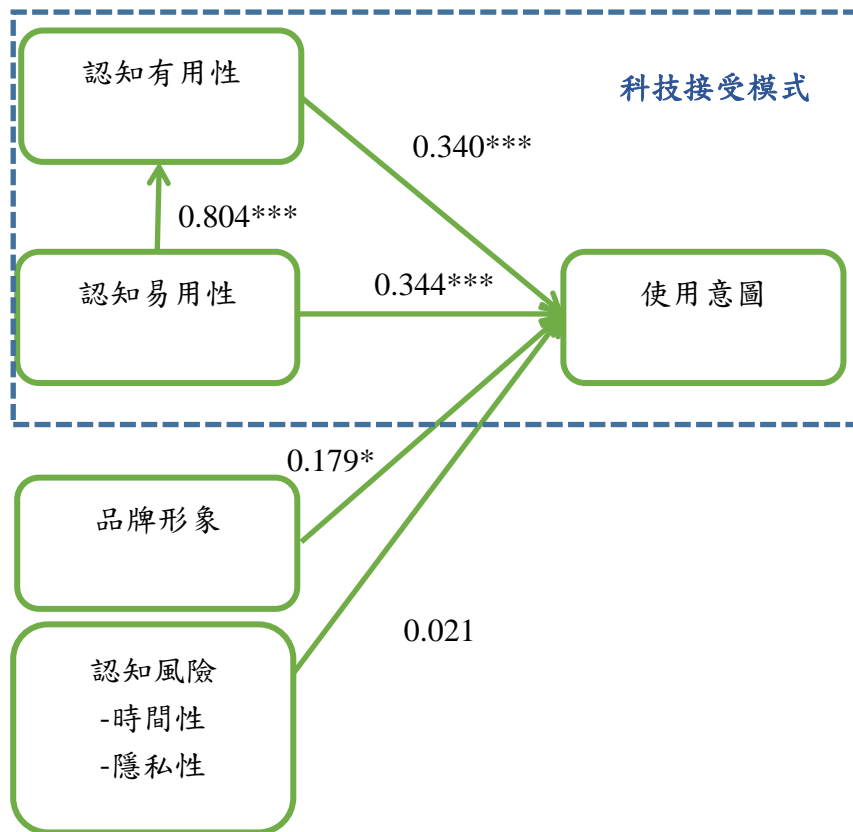 認知有用性
科技接受模式
0.340***
0.804***
認知易用性
0.344***
使用意圖
0.179*
品牌形象
0.021
認知風險
-時間性
-隱私性